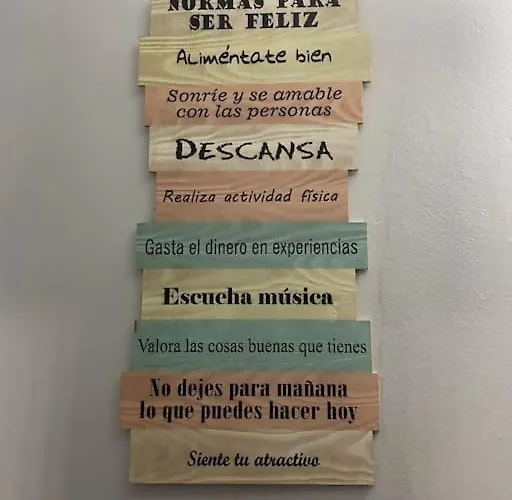 NORMAS PARA
SER FELIZ
Aliméntate bien
Sonríe y se amable
con las personas
DESCANSA
Realiza actividad física
Gasta el dinero en experiencias
Escucha música
Valora las cosas buenas que tienes
No dejes para mañana
lo que puedes hacer hoy
Siente tu atractivo